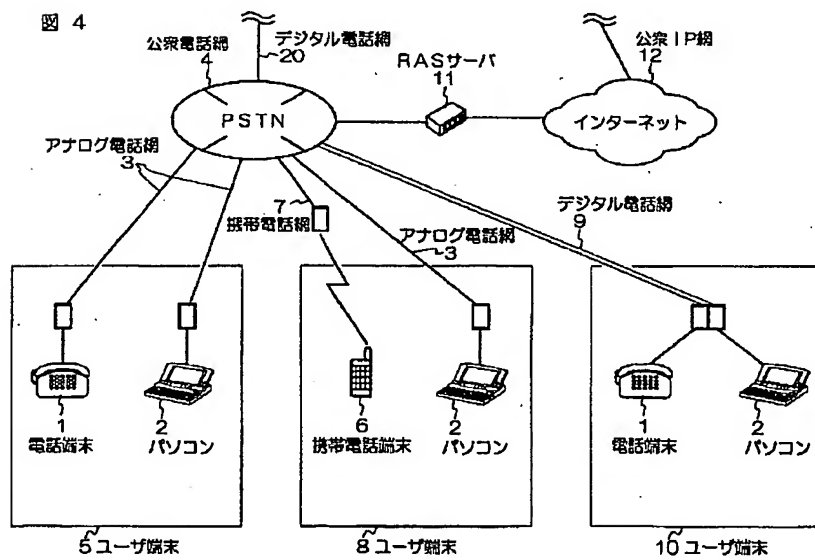 図 4
公衆電話網
4
デジタル電話網
20
RASサーバ
11
公衆IP網
12
PSTN
インターネット
アナログ電話網
3
7
携帯電話網
アナログ電話網
3
デジタル電話網
9
1
電話端末
2
パソコン
6
携帯電話端末
2
パソコン
1
電話端末
2
パソコン
5 ユーザ端末
8 ユーザ端末
10 ユーザ端末